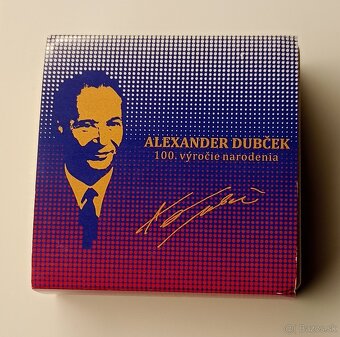 ALEXANDER DUBČEK
100. výročie narodenia